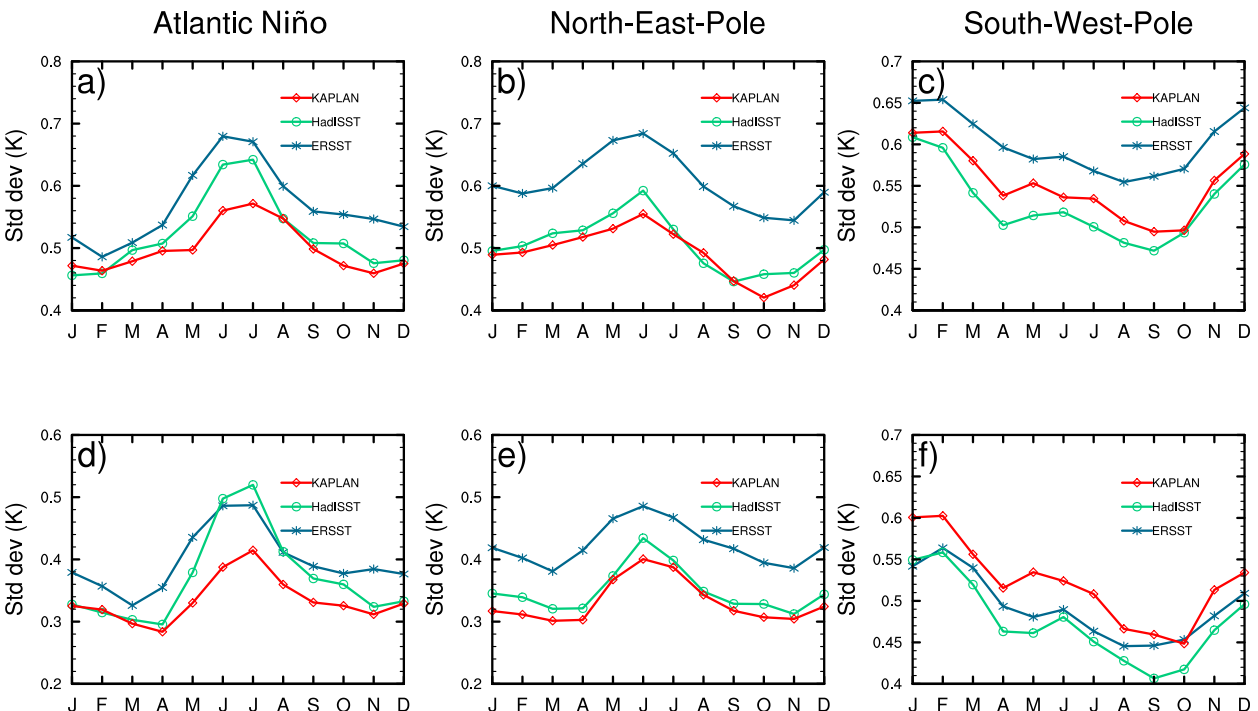 Atlantic Niño North-East-Pole South-West-Pole
a)
Std dev (K)
0.8
0.7
0.6
0.5
0.4
KAPLAN
HadISST
ERSST
J F M A M J J A S O N D
b)
Std dev (K)
0.8
0.7
0.6
0.5
0.4
KAPLAN
HadISST
ERSST
J F M A M J J A S O N D
c)
Std dev (K)
0.7
0.65
0.6
0.55
0.5
0.45
0.4
KAPLAN
HadISST
ERSST
J F M A M J J A S O N D
d)
Std dev (K)
0.6
0.5
0.4
0.3
0.2
KAPLAN
HadISST
ERSST
J F M A M J J A S O N D
e)
Std dev (K)
0.6
0.5
0.4
0.3
0.2
KAPLAN
HadISST
ERSST
J F M A M J J A S O N D
f)
Std dev (K)
0.7
0.65
0.6
0.55
0.5
0.45
0.4
KAPLAN
HadISST
ERSST
J F M A M J J A S O N D